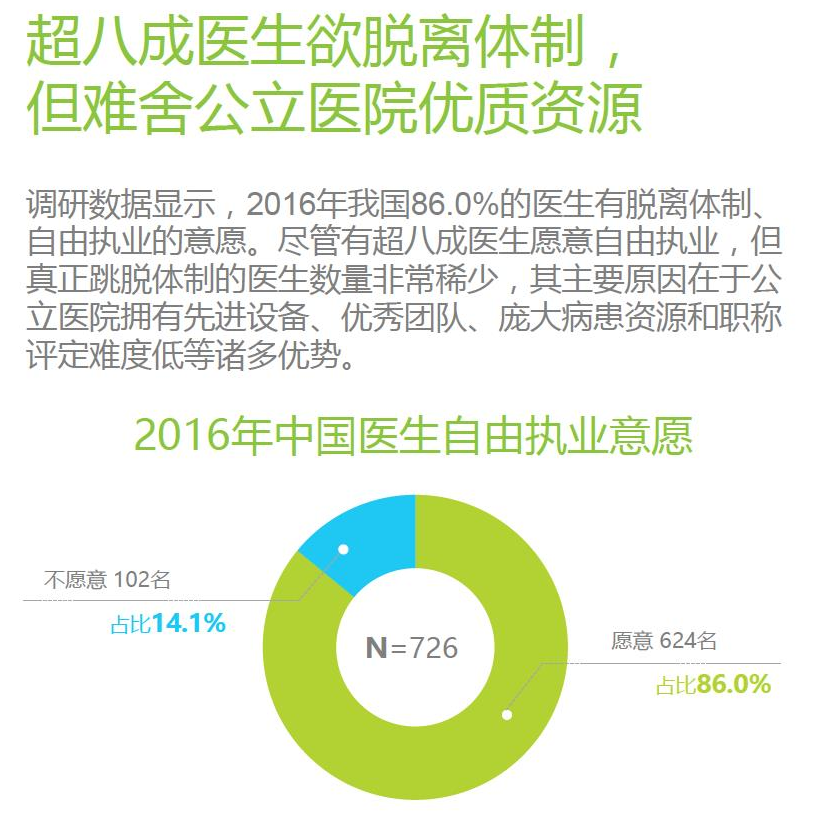 超八成医生欲脱离体制，
但难舍公立医院优质资源
调研数据显示，2016年我国86.0%的医生有脱离体制、
自由执业的意愿。尽管有超八成医生愿意自由执业，但
真正跳脱体制的医生数量非常稀少，其主要原因在于公
立医院拥有先进设备、优秀团队、庞大病患资源和职称
评定难度低等诸多优势。
2016年中国医生自由执业意愿
不愿意 102名
占比14.1%
N=726
愿意 624名
占比86.0%